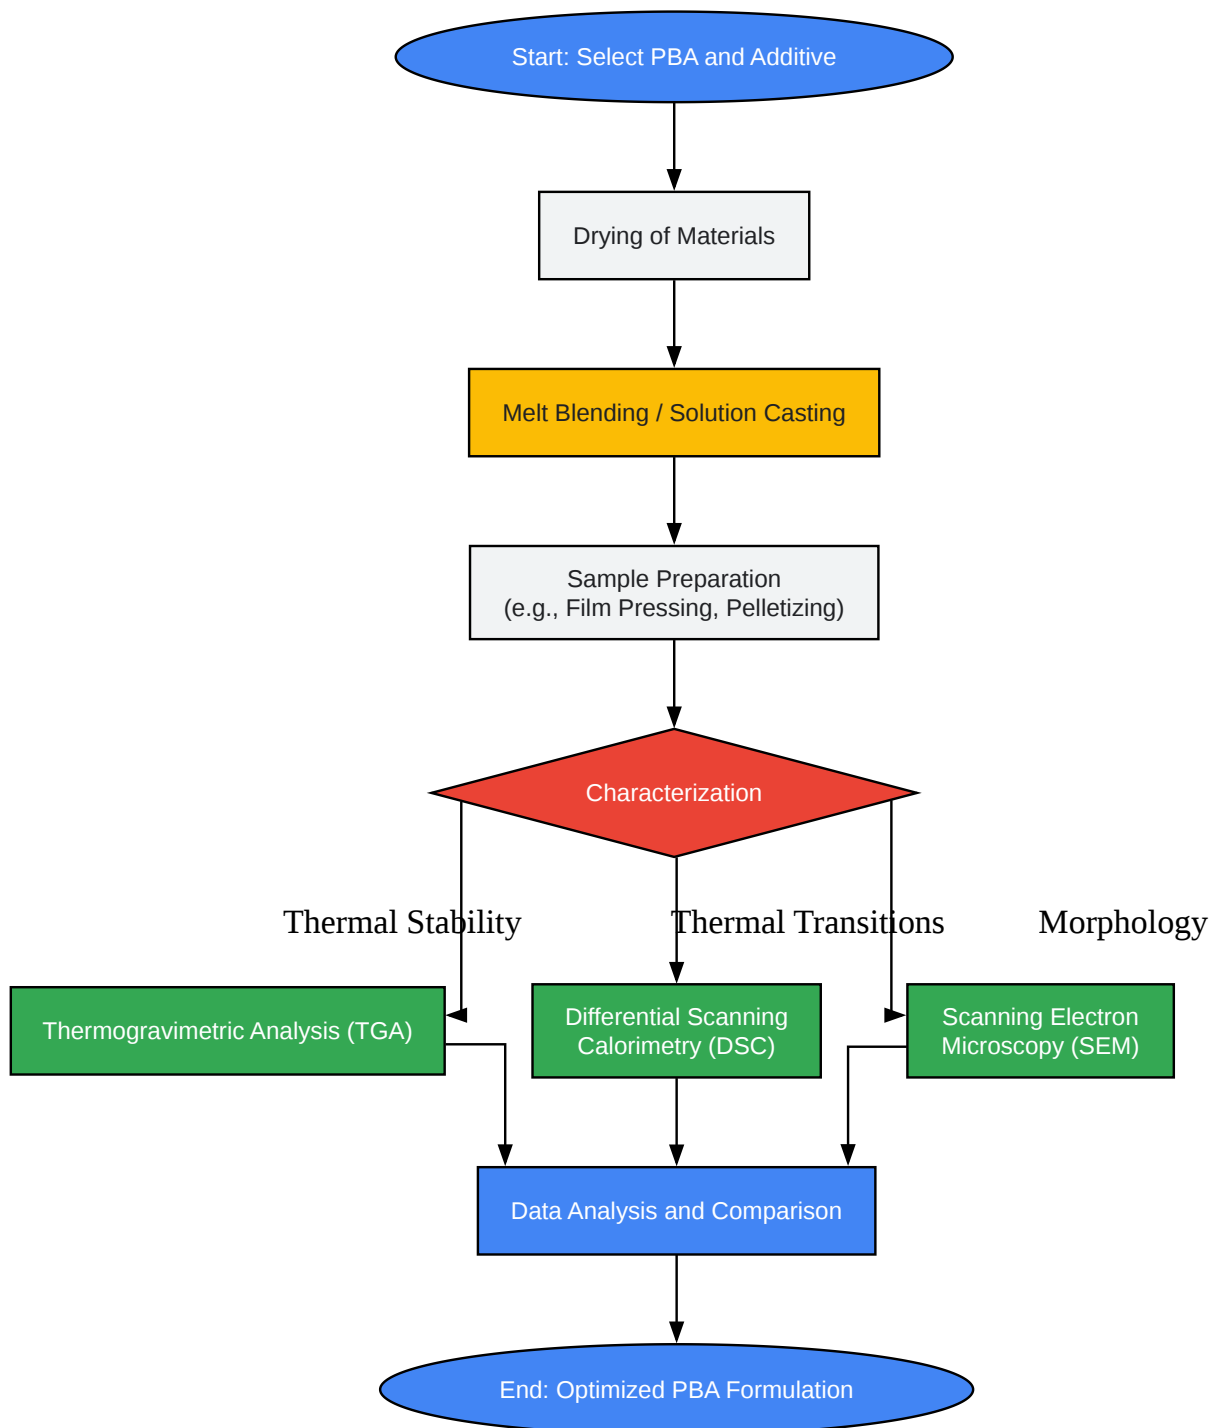 Start: Select PBA and Additive
Drying of Materials
Melt Blending / Solution Casting
Sample Preparation
(e.g., Film Pressing, Pelletizing)
Characterization
Thermal Stability
Thermal Transitions
Morphology
Thermogravimetric Analysis (TGA)
Differential Scanning
Calorimetry (DSC)
Scanning Electron
Microscopy (SEM)
Data Analysis and Comparison
End: Optimized PBA Formulation